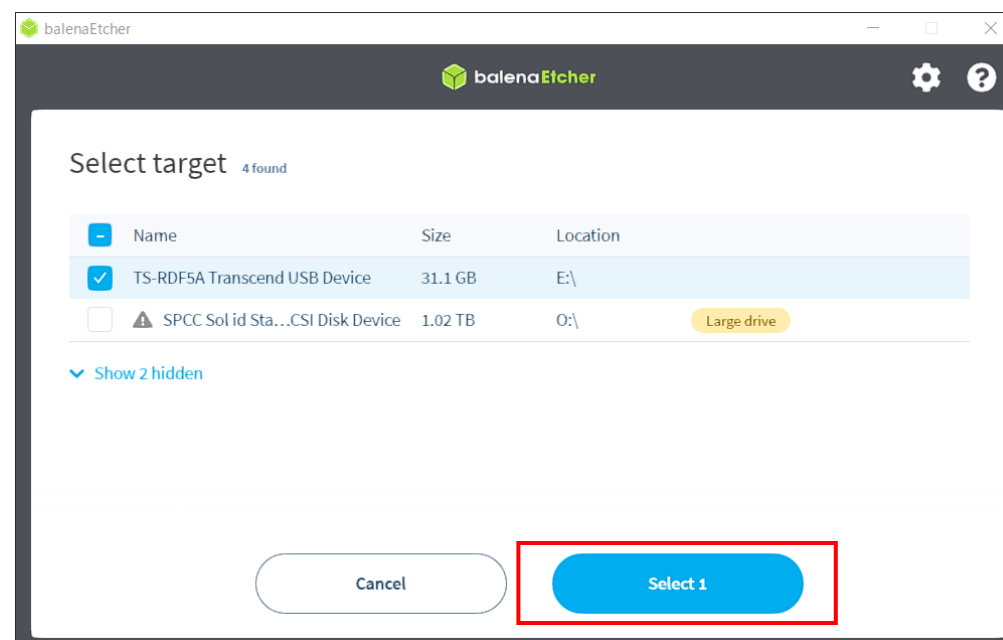 balenaEtcher
balenaEtcher
Select target 4 found
Name Size Location
TS-RDF5A Transcend USB Device 31.1 GB E:\
SPCC Sol id Sta...CSI Disk Device 1.02 TB O:\ Large drive
Show 2 hidden
Cancel Select 1